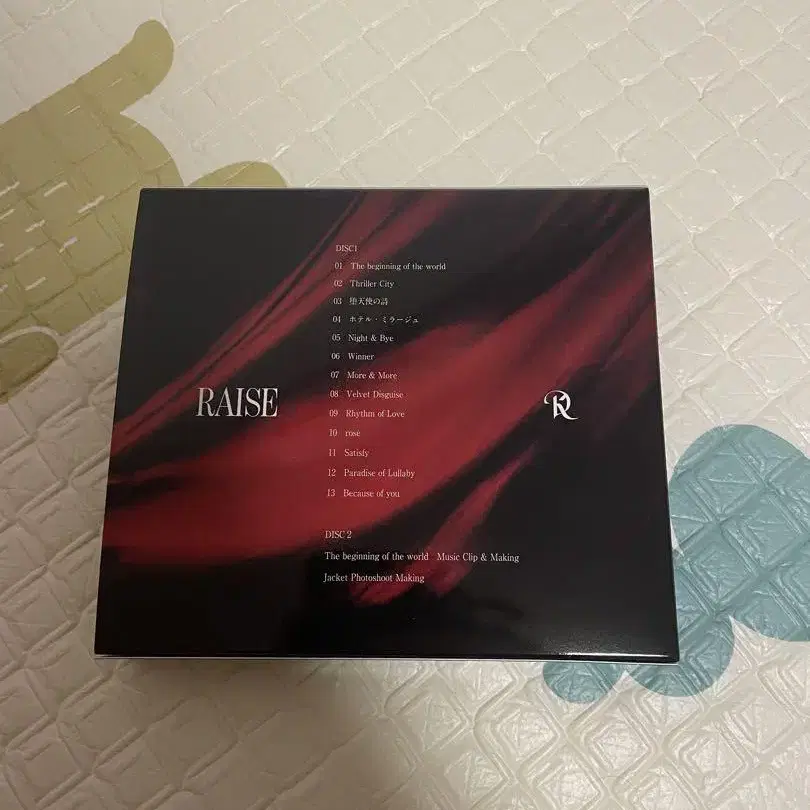 RAISE
DISC1
01 The beginning of the world
02 Thriller City
03 堕天使の詩
04 ホテル・ミラージュ
05 Night & Bye
06 Winner
07 More & More
08 Velvet Disguise
09 Rhythm of Love
10 rose
11 Satisfy
12 Paradise of Lullaby
13 Because of you
DISC 2
The beginning of the world Music Clip & Making
Jacket Photoshoot Making
R